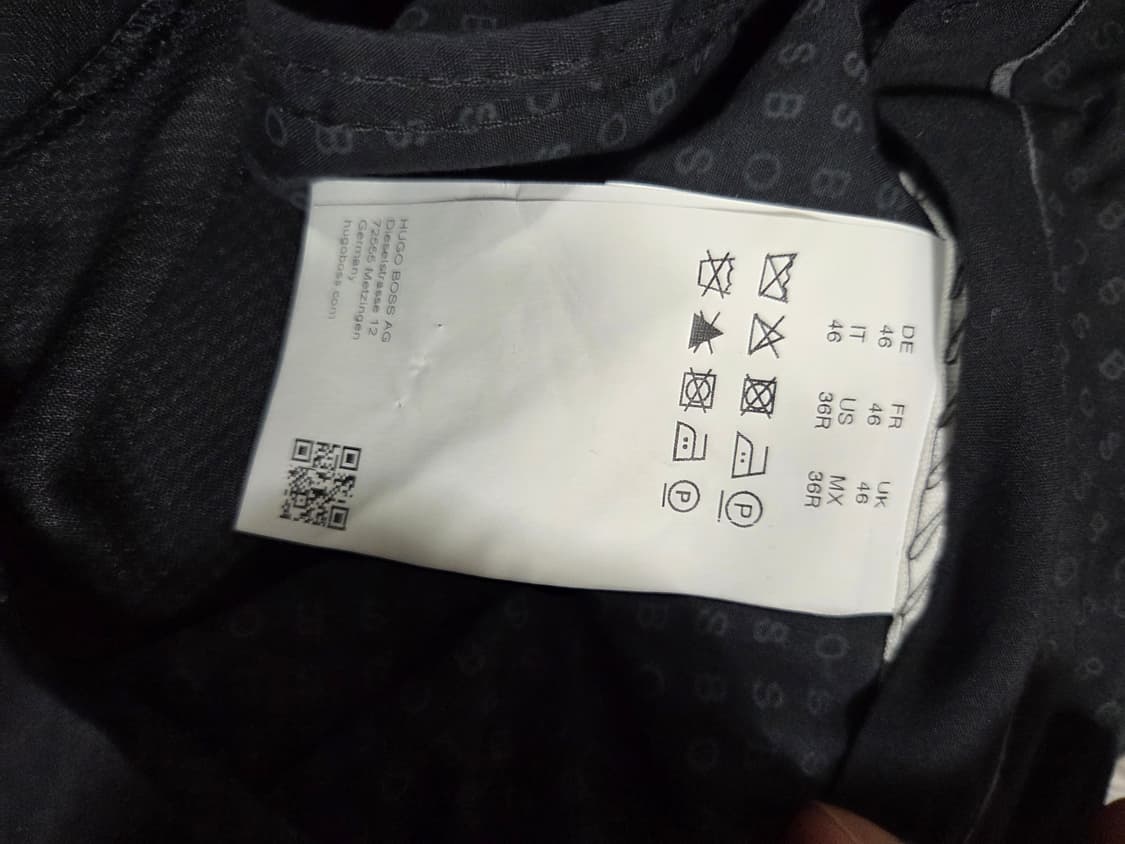 DE FR UK
46 46 46
IT US MX
46 36R 36R
P
P
HUGO BOSS AG
Dieselstrasse 12
72555 Metzingen
Germany
hugoboss.com